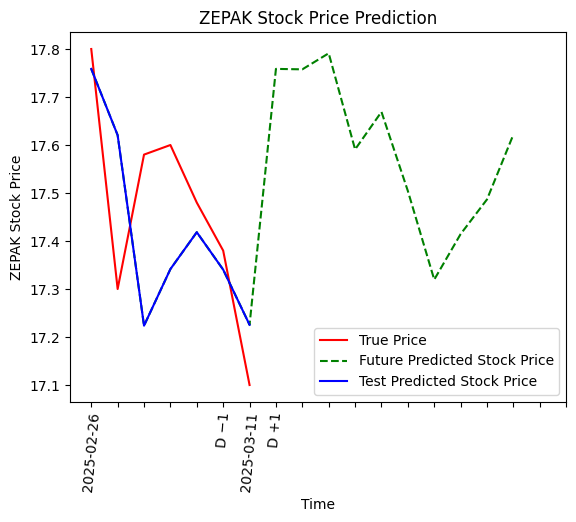 ZEPAK Stock Price Prediction
ZEPAK Stock Price
17.8
17.7
17.6
17.5
17.4
17.3
17.2
17.1
True Price
Future Predicted Stock Price
Test Predicted Stock Price
2025-02-26
D −1
2025-03-11
D +1
Time